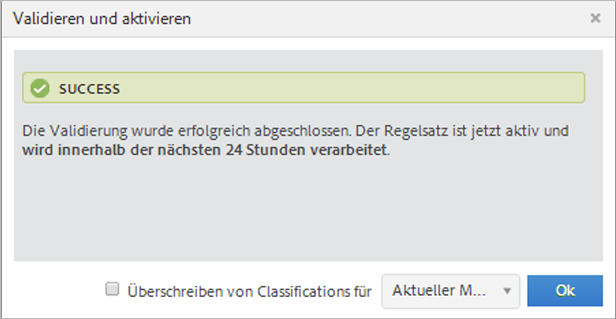 Validieren und aktivieren
SUCCESS
Die Validierung wurde erfolgreich abgeschlossen. Der Regelsatz ist jetzt aktiv und
wird innerhalb der nächsten 24 Stunden verarbeitet.
Überschreiben von Classifications für
Aktueller M...
Ok